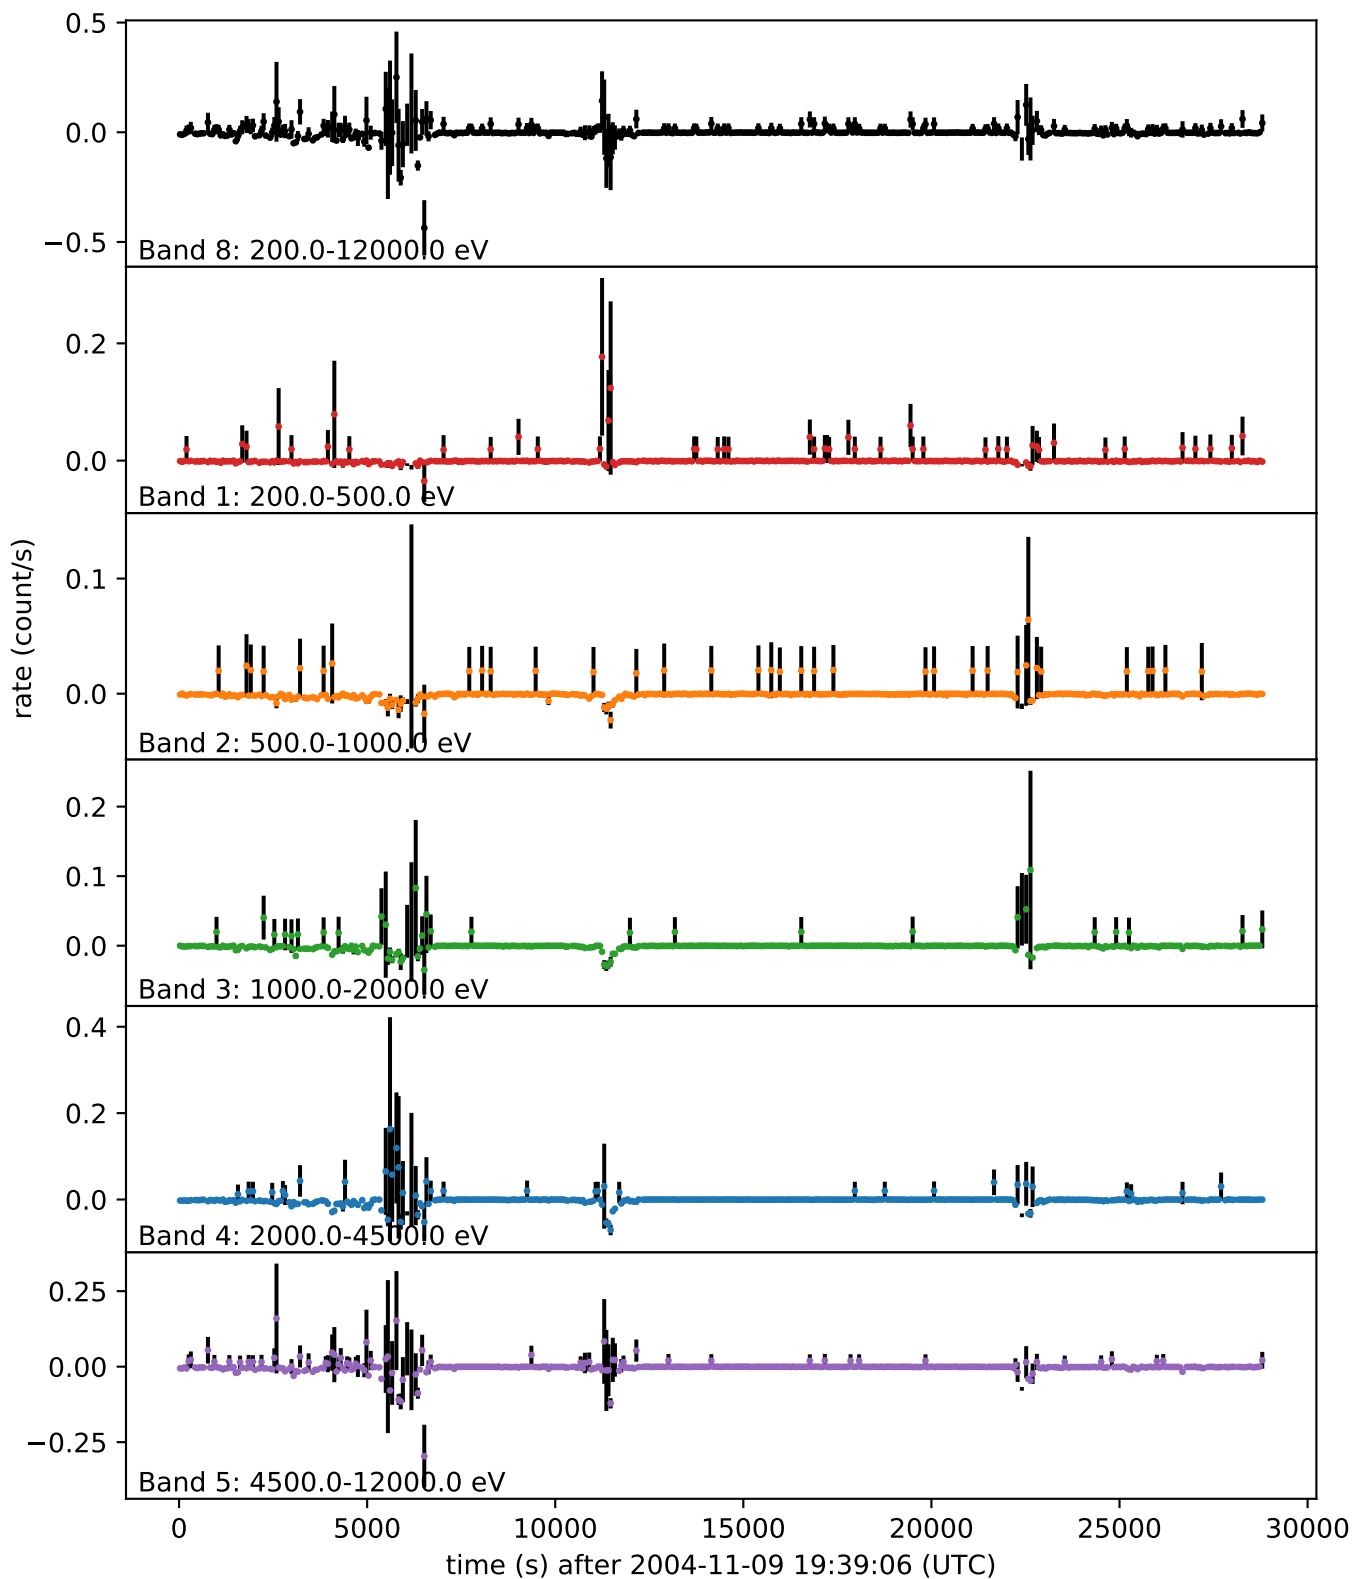 0.5
0.0
−0.5
Band 8: 200.0-12000.0 eV
0.2
0.0
Band 1: 200.0-500.0 eV
0.1
0.0
Band 2: 500.0-1000.0 eV
rate (count/s)
0.2
0.1
0.0
Band 3: 1000.0-2000.0 eV
0.4
0.2
0.0
Band 4: 2000.0-4500.0 eV
0.25
0.00
−0.25
Band 5: 4500.0-12000.0 eV
0 5000 10000 15000 20000 25000 30000
time (s) after 2004-11-09 19:39:06 (UTC)